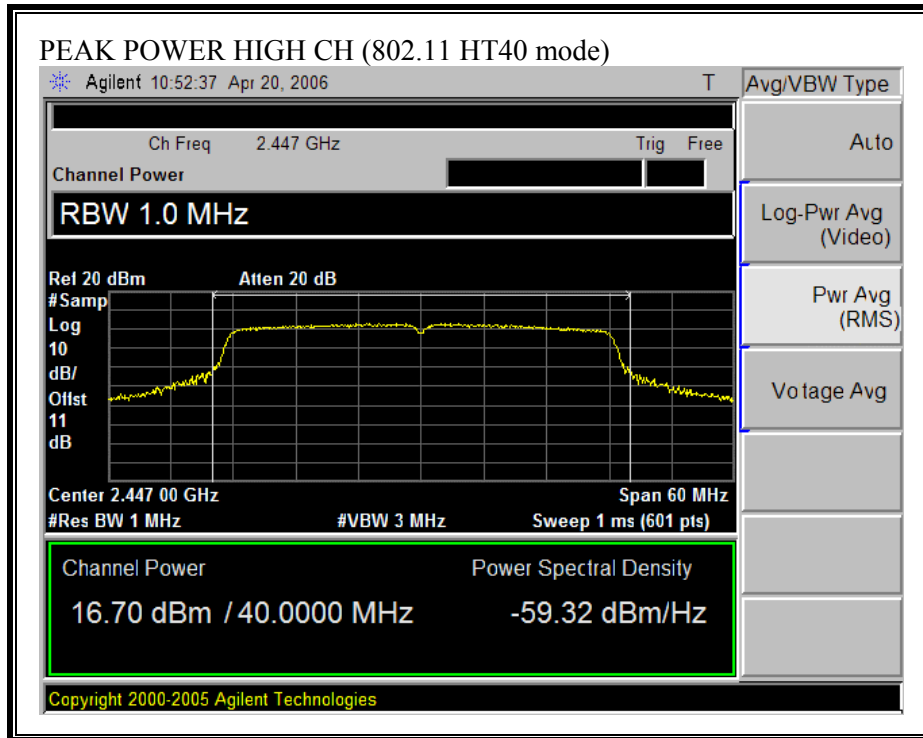 PEAK POWER HIGH CH (802.11 HT40 mode)
Agilent 10:52:37 Apr 20, 2006 T
Avg/VBW Type
Ch Freq 2.447 GHz Trig Free
Channel Power
RBW 1.0 MHz
Ref 20 dBm Atten 20 dB
#Samp
Log
10
dB/
Offst
11
dB
Center 2.447 00 GHz Span 60 MHz
#Res BW 1 MHz #VBW 3 MHz Sweep 1 ms (601 pts)
Channel Power Power Spectral Density
16.70 dBm / 40.0000 MHz -59.32 dBm/Hz
Copyright 2000-2005 Agilent Technologies
Auto
Log-Pwr Avg
(Video)
Pwr Avg
(RMS)
Voltage Avg